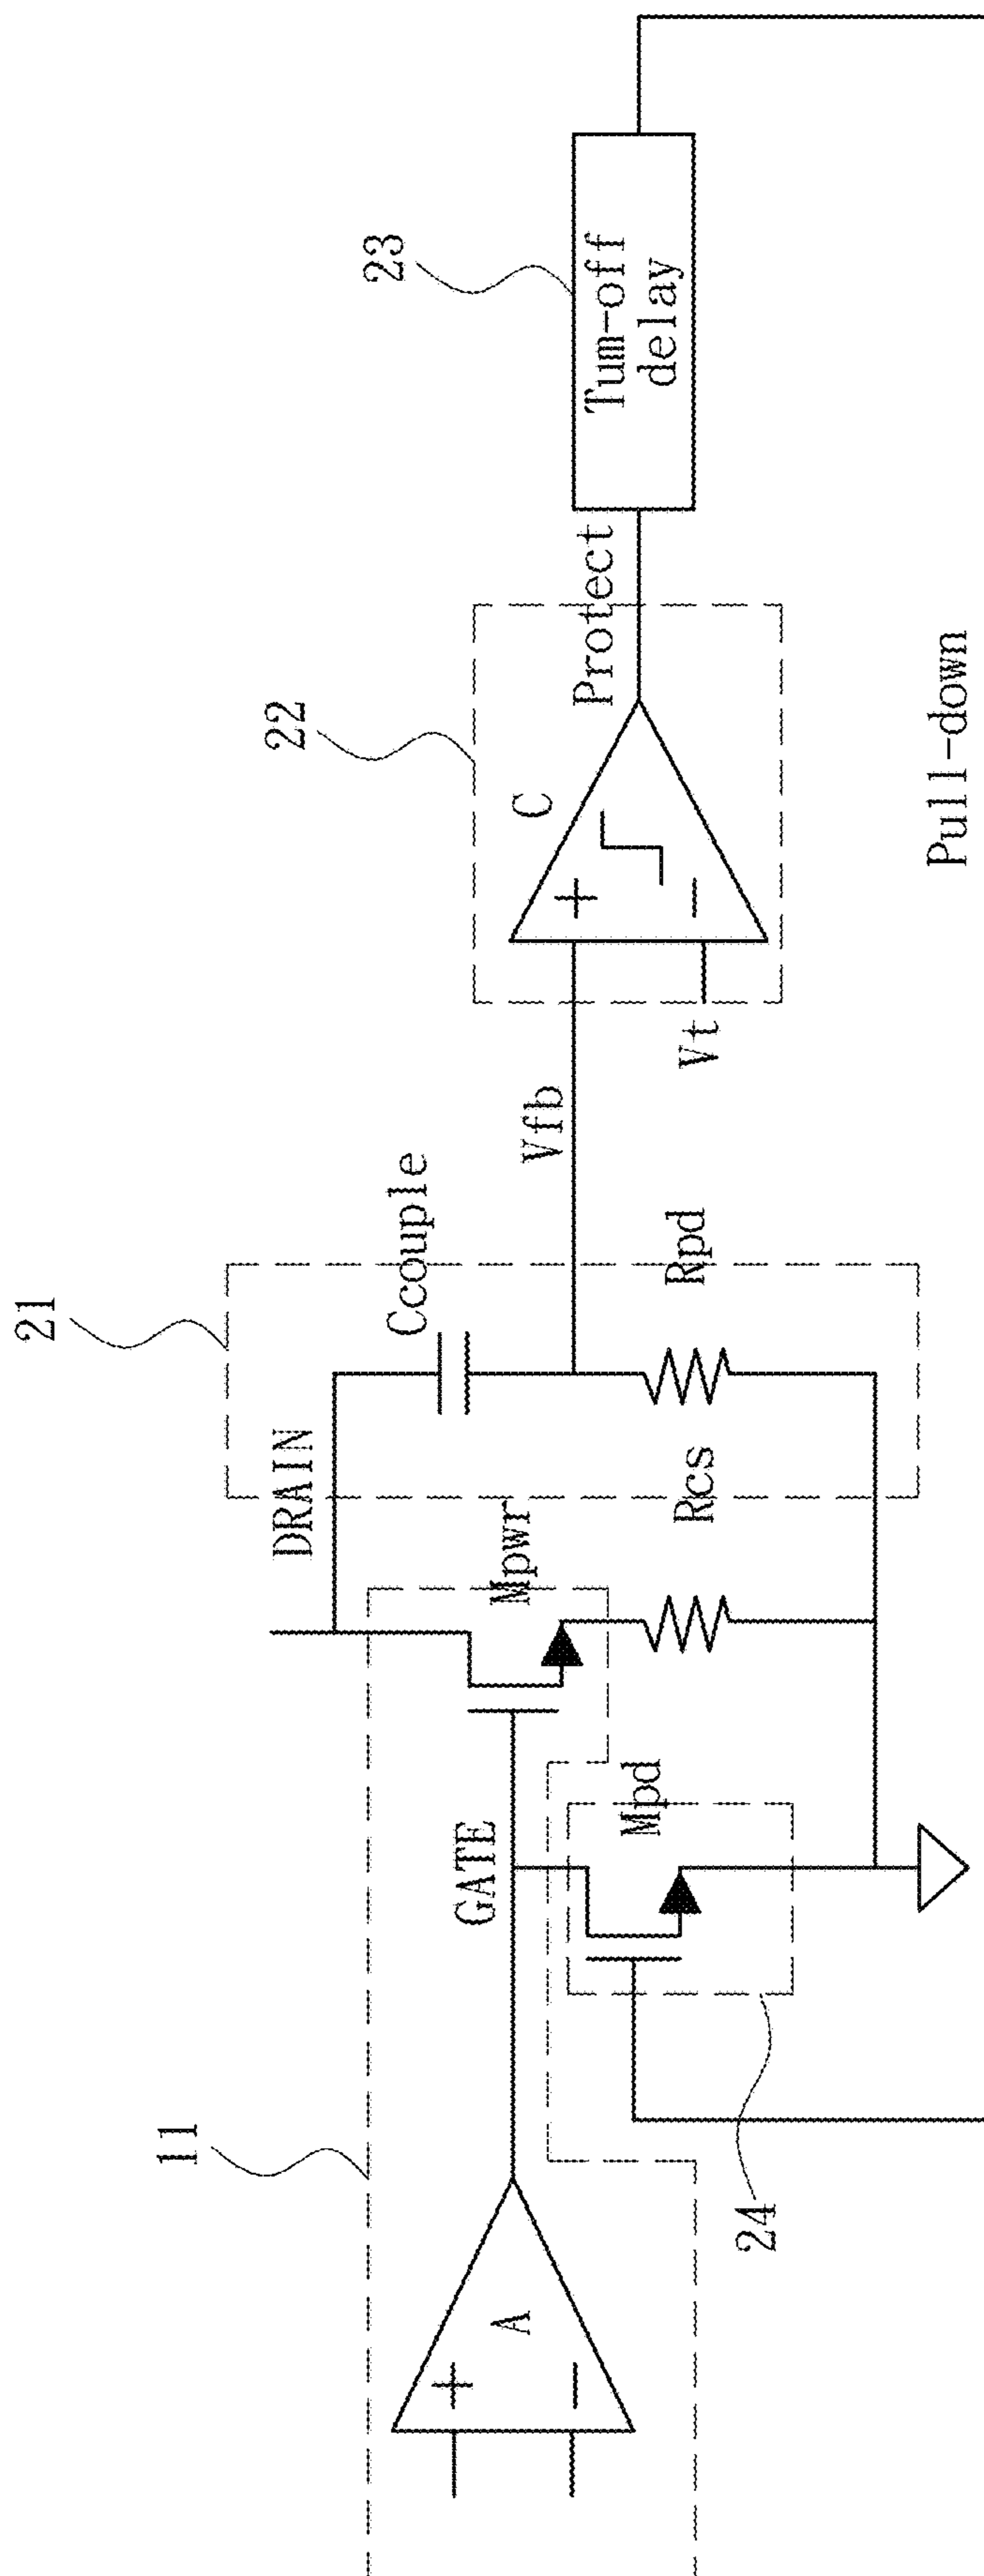 11
A
GATE
24
Mpd
Mpwr
Rcs
DRAIN
21
Ccouple
Rpd
Vfb
Vt
22
C
+
−
Protect
23
Tum-off
delay
Pull-down
+
−